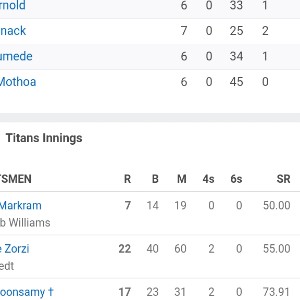 rnold 6 0 33 1
nack 7 0 25 2
umede 6 0 34 1
Mothoa 6 0 45 0
Titans Innings
TSMEN R B M 4s 6s SR
Markram 7 14 19 0 0 50.00
b Williams
e Zorzi 22 40 60 2 0 55.00
edt
oonsamy † 17 23 31 2 0 73.91